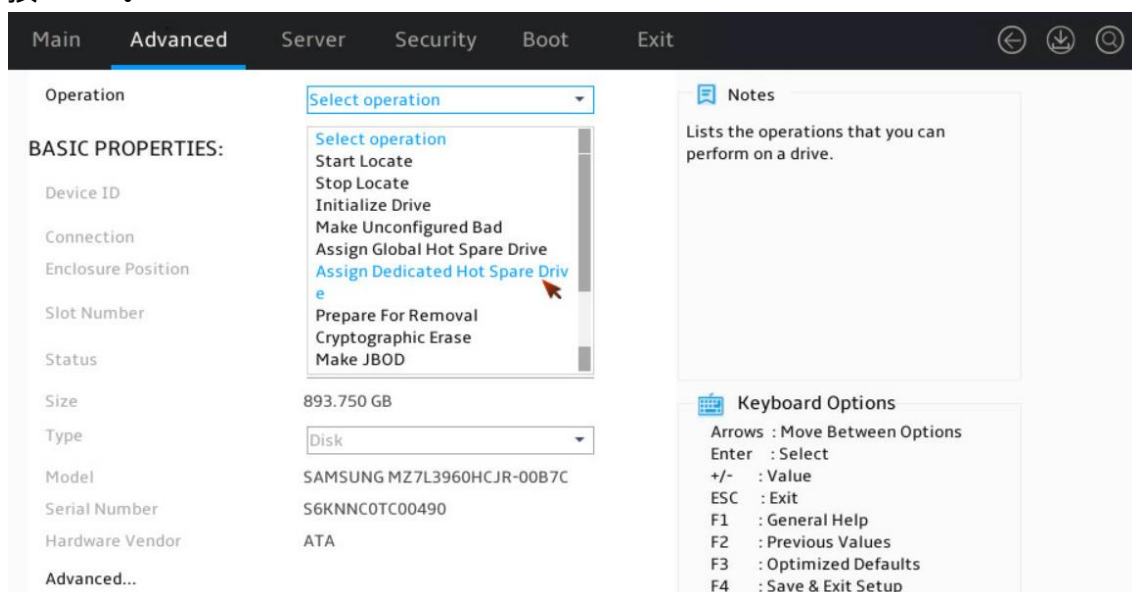 Main Advanced Server Security Boot Exit
Operation
Select operation
Select operation
Start Locate
Stop Locate
Initialize Drive
Make Unconfigured Bad
Assign Global Hot Spare Drive
Assign Dedicated Hot Spare Driv
e
Prepare For Removal
Cryptographic Erase
Make JBOD
BASIC PROPERTIES:
Device ID
Connection
Enclosure Position
Slot Number
Status
Size 893.750 GB
Type Disk
Model SAMSUNG MZ7L3960HCJR-00B7C
Serial Number S6KNNC0TC00490
Hardware Vendor ATA
Advanced...
Notes
Lists the operations that you can
perform on a drive.
Keyboard Options
Arrows : Move Between Options
Enter : Select
+/- : Value
ESC : Exit
F1 : General Help
F2 : Previous Values
F3 : Optimized Defaults
F4 : Save & Exit Setup